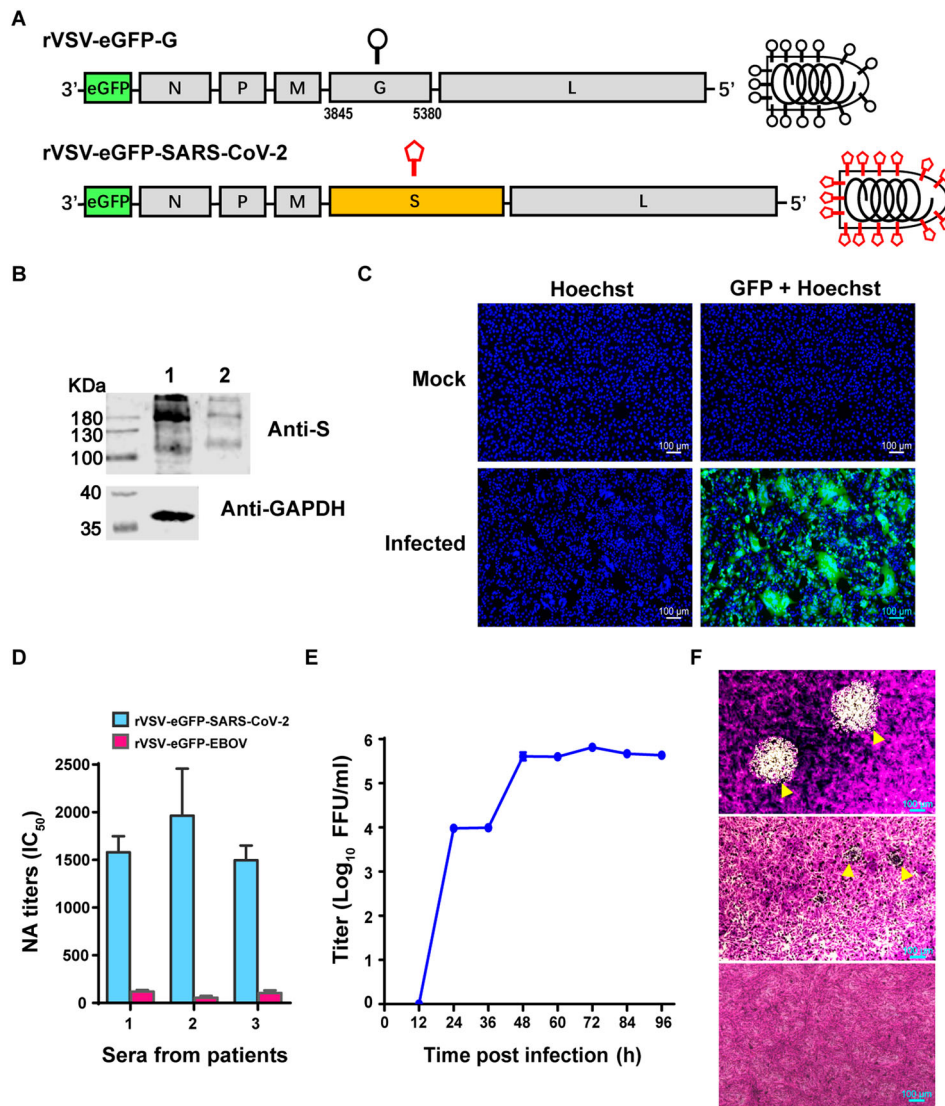 A
rVSV-eGFP-G
3’ eGFP N P M G L 5’
3845 5380
rVSV-eGFP-SARS-CoV-2
3’ eGFP N P M S L 5’
B
KDa 1 2
180
130
100
Anti-S
40
35
Anti-GAPDH
C
Hoechst GFP + Hoechst
Mock
100 μm 100 μm
Infected
100 μm 100 μm
D
rVSV-eGFP-SARS-CoV-2
rVSV-eGFP-EBOV
NA titers (IC50)
2500
2000
1500
1000
500
0
1 2 3
Sera from patients
E
Titer (Log10 FFU/ml)
6
5
4
3
2
1
0
0 12 24 36 48 60 72 84 96
Time post infection (h)
F
100 μm
100 μm
100 μm